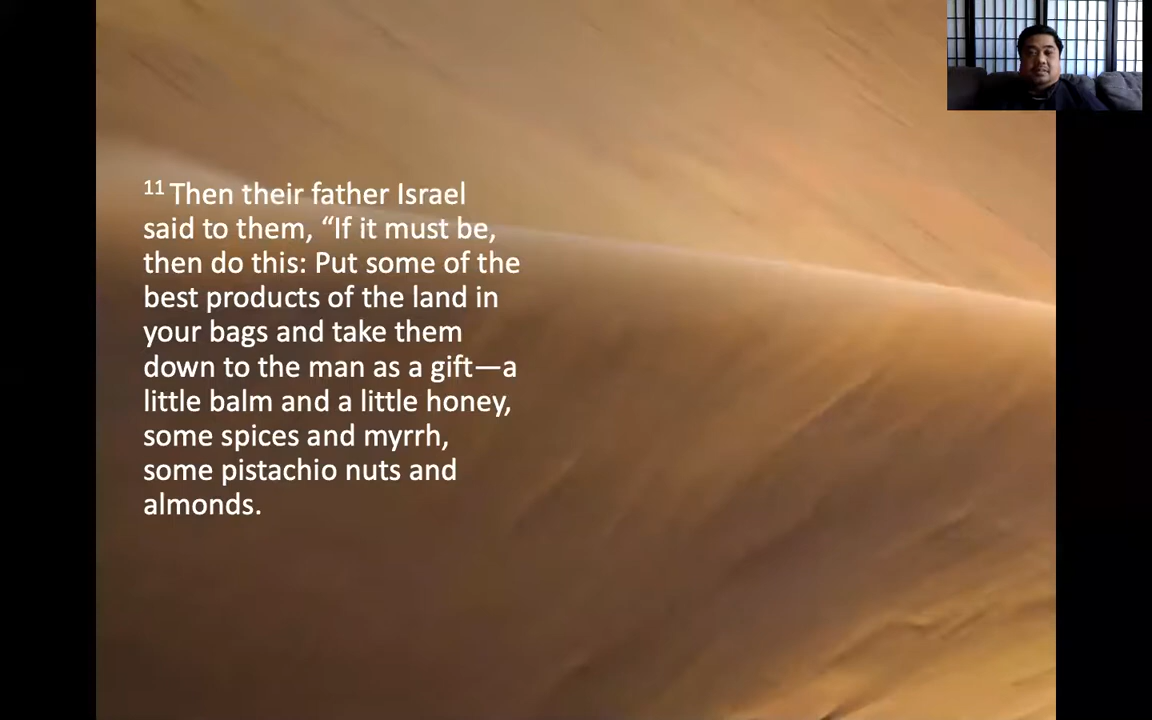 11 Then their father Israel
said to them, “If it must be,
then do this: Put some of the
best products of the land in
your bags and take them
down to the man as a gift—a
little balm and a little honey,
some spices and myrrh,
some pistachio nuts and
almonds.